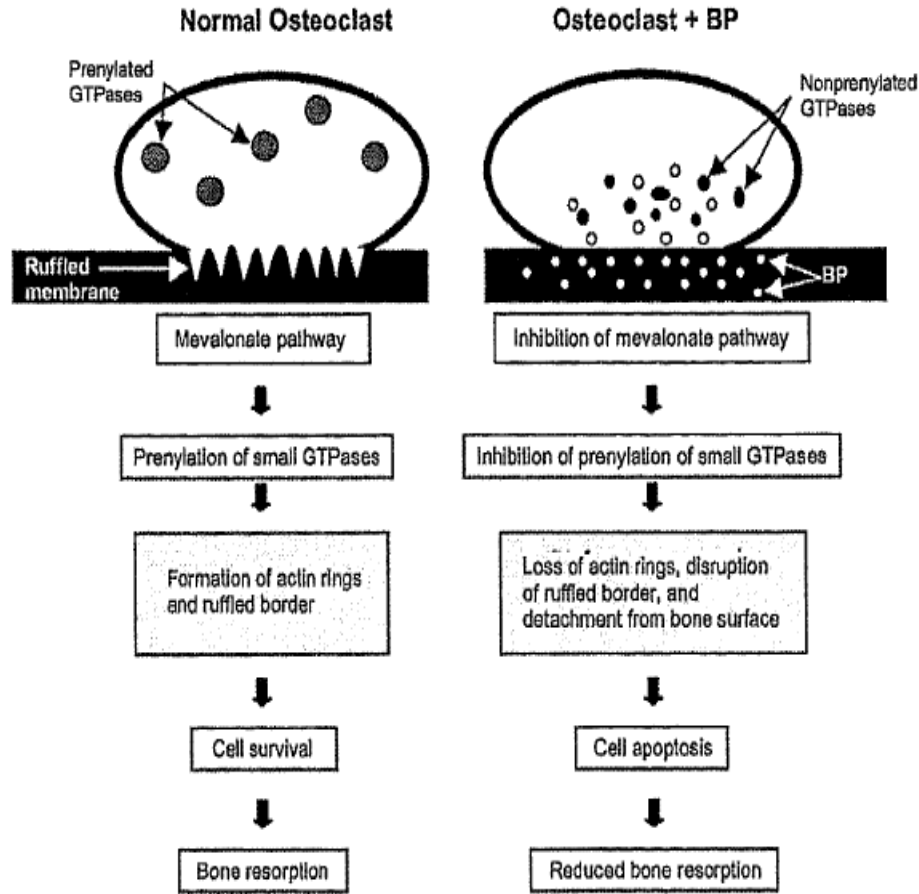 Normal Osteoclast
Osteoclast + BP
Prenylated
GTPases
Nonprenylated
GTPases
Ruffled
membrane
BP
Mevalonate pathway
Inhibition of mevalonate pathway
Prenylation of small GTPases
Inhibition of prenylation of small GTPases
Formation of actin rings
and ruffled border
Loss of actin rings, disruption
of ruffled border, and
detachment from bone surface
Cell survival
Cell apoptosis
Bone resorption
Reduced bone resorption